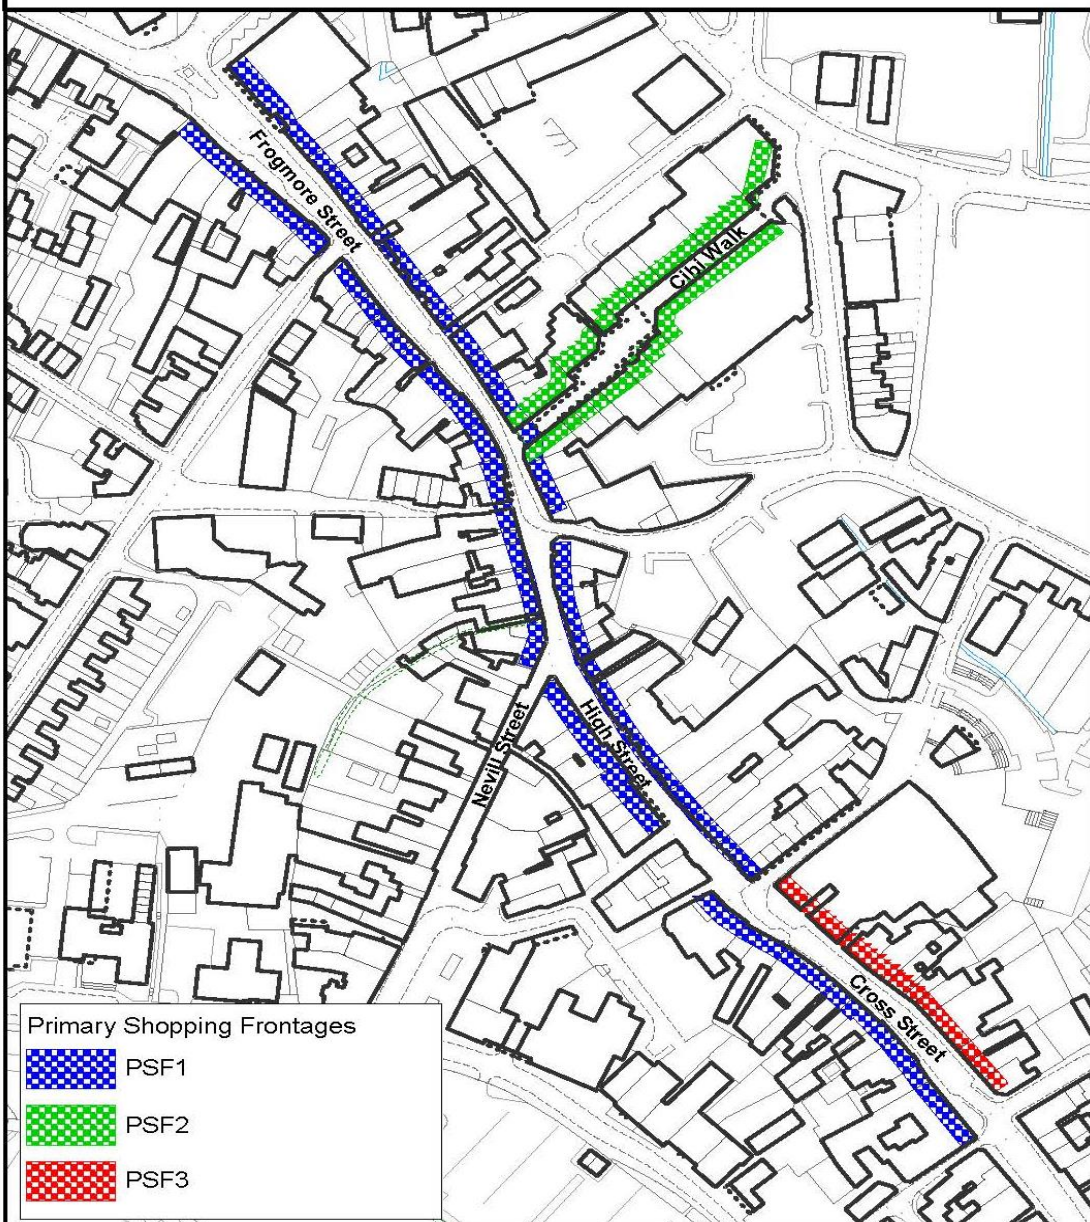 Frogmore Street
Cibi Walk
High Street
Nevill Street
Cross Street
Primary Shopping Frontages
PSF1
PSF2
PSF3